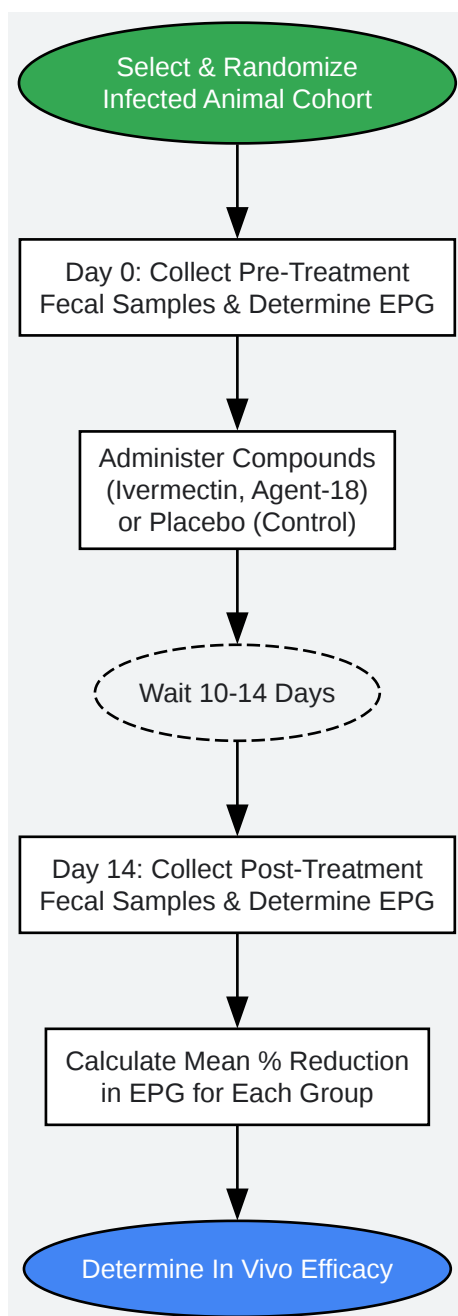 Select & Randomize
Infected Animal Cohort
Day 0: Collect Pre-Treatment
Fecal Samples & Determine EPG
Administer Compounds
(Ivermectin, Agent-18)
or Placebo (Control)
Wait 10-14 Days
Day 14: Collect Post-Treatment
Fecal Samples & Determine EPG
Calculate Mean % Reduction
in EPG for Each Group
Determine In Vivo Efficacy